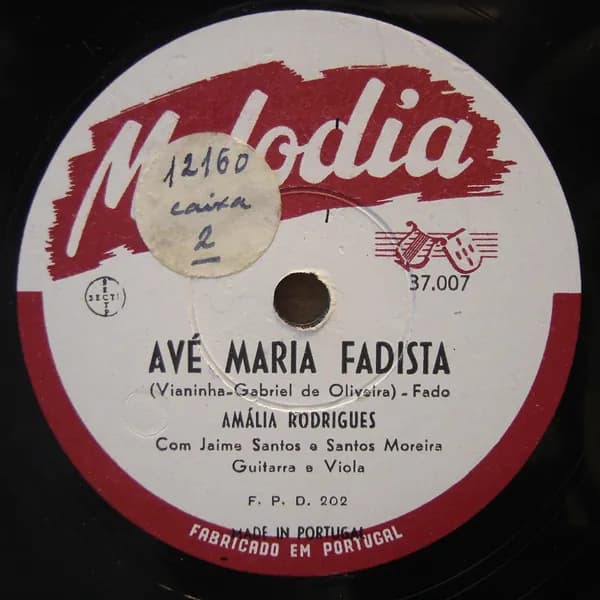 Melodia
12160
caixa
2
37.007
AVÉ MARIA FADISTA
(Vianinha-Gabriel de Oliveira) - Fado
AMÁLIA RODRIGUES
Com Jaime Santos e Santos Moreira
Guitarra e Viola
F. P. D. 202
MADE IN PORTUGAL
FABRICADO EM PORTUGAL